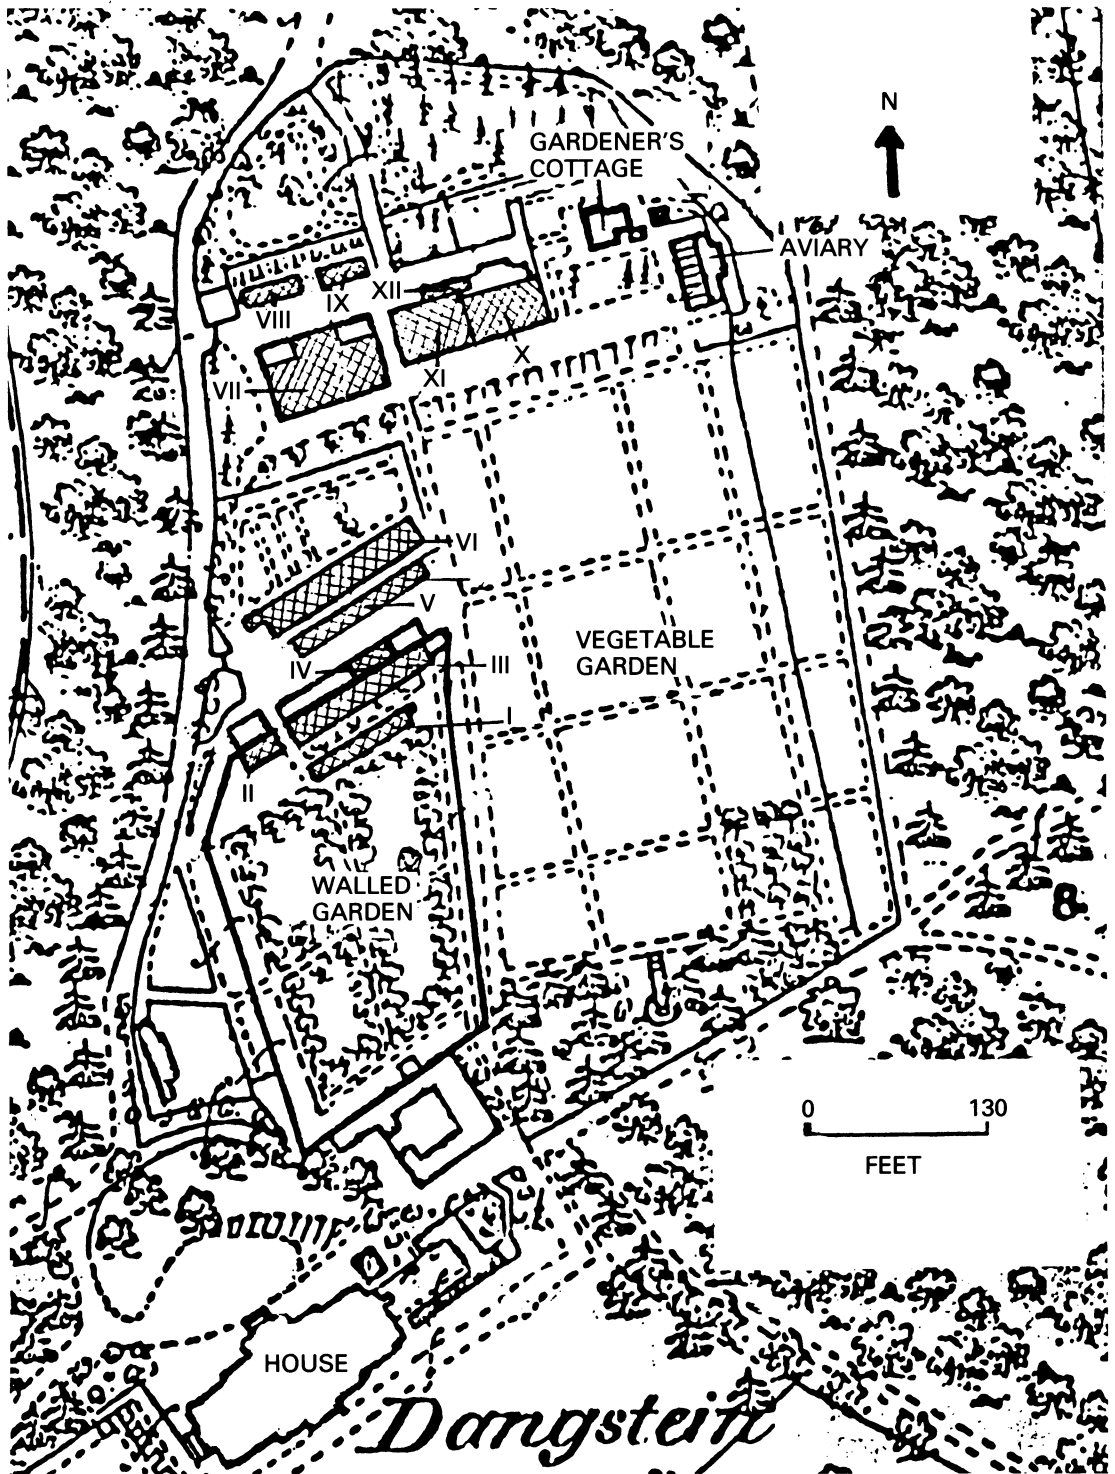 N
GARDENER'S
COTTAGE
AVIARY
IX
XII
VIII
X
VII
XI
VI
V
VEGETABLE
GARDEN
IV
III
I
II
WALLED
GARDEN
8
0 130
FEET
HOUSE
Dangstein